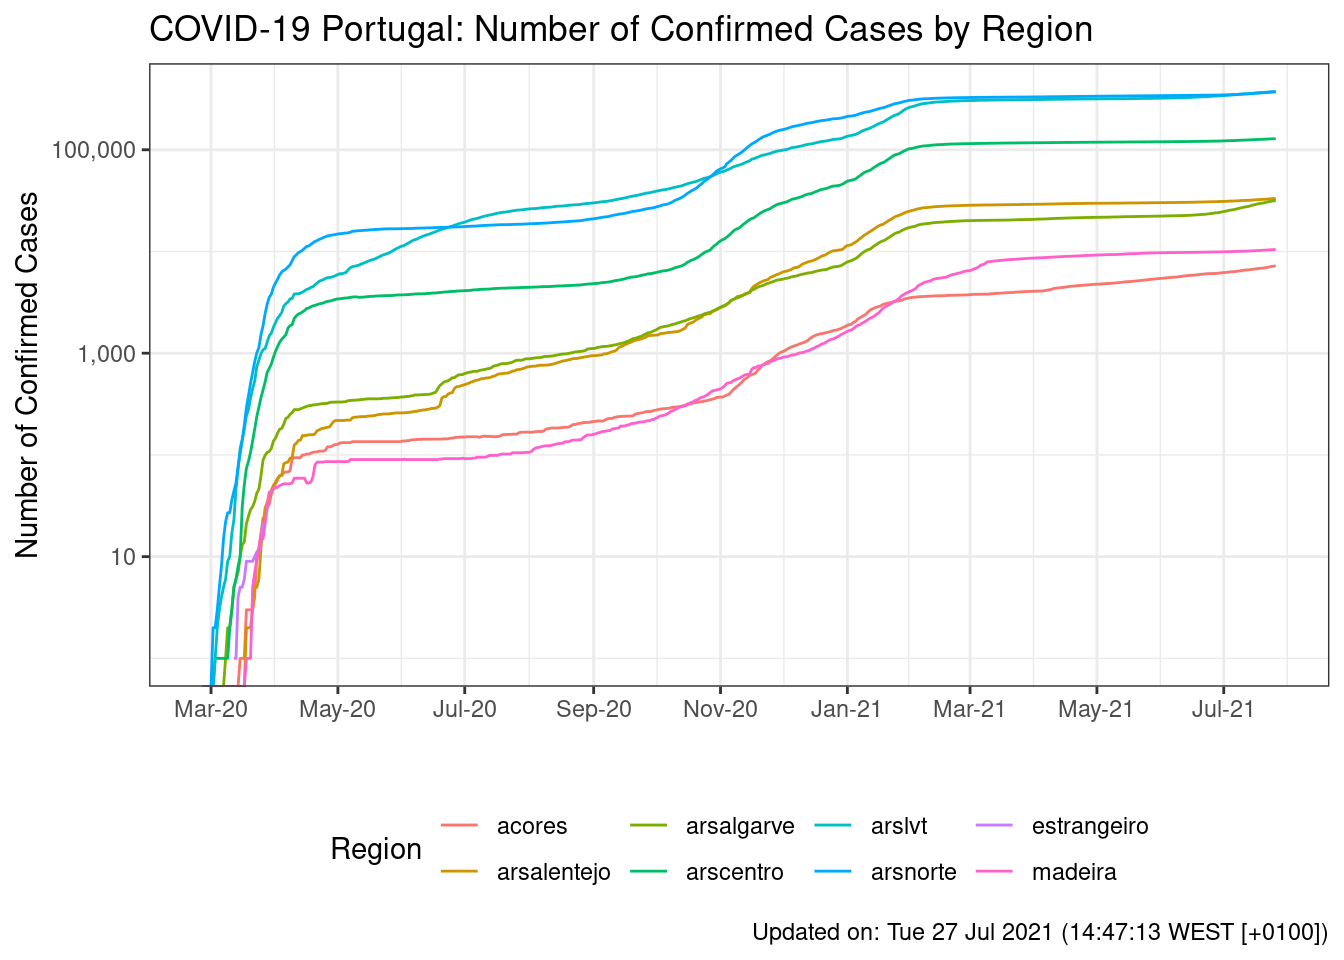 COVID-19 Portugal: Number of Confirmed Cases by Region
Number of Confirmed Cases
100,000
1,000
10
Mar-20 May-20 Jul-20 Sep-20 Nov-20 Jan-21 Mar-21 May-21 Jul-21
Region
acores arsalgarve arslvt estrangeiro
arsalentejo arscentro arsnorte madeira
Updated on: Tue 27 Jul 2021 (14:47:13 WEST [+0100])